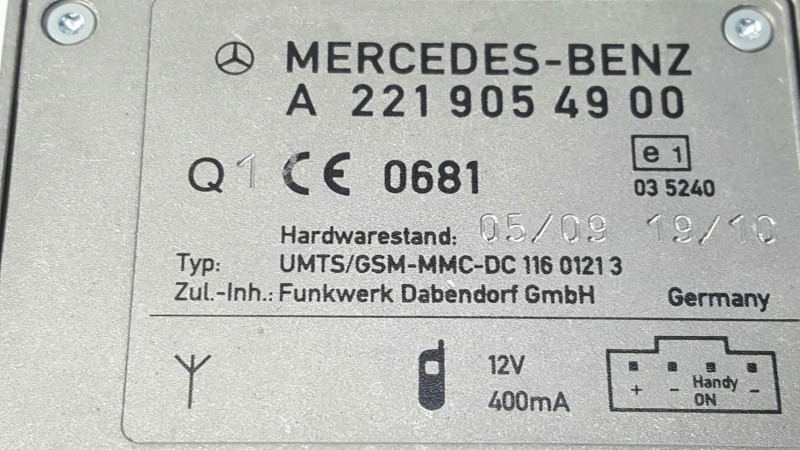 MERCEDES-BENZ
A 221 905 49 00
Q1 CE 0681
e 1
03 5240
Hardwarestand: 05/09 19/10
Typ: UMTS/GSM-MMC-DC 116 0121 3
Zul.-Inh.: Funkwerk Dabendorf GmbH Germany
12V
400mA
+ - Handy -
ON